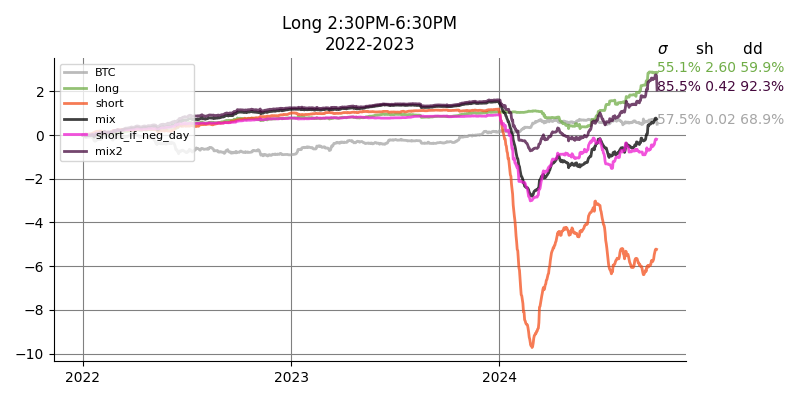 Long 2:30PM-6:30PM
2022-2023
σ sh dd
55.1% 2.60 59.9%
85.5% 0.42 92.3%
57.5% 0.02 68.9%
BTC
long
short
mix
short_if_neg_day
mix2
2
0
−2
−4
−6
−8
−10
2022 2023 2024